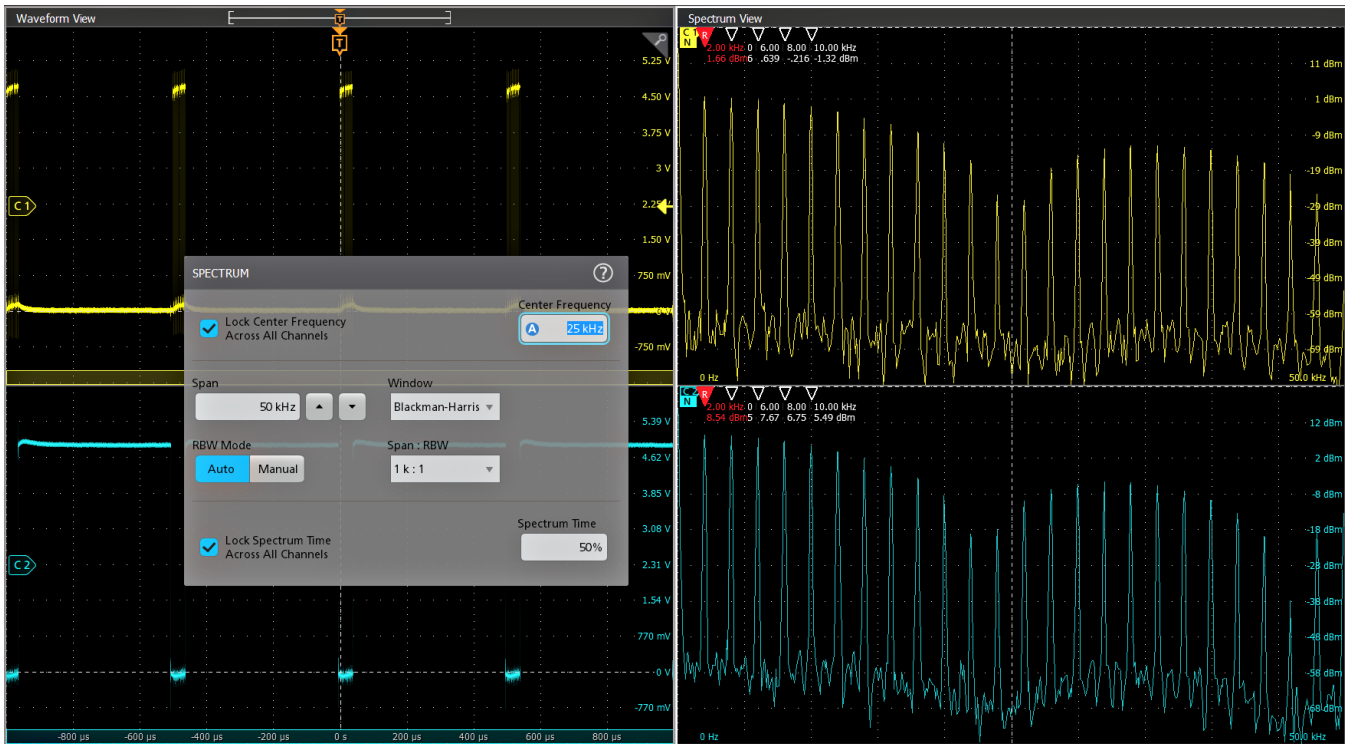 Waveform View
T
T
5.25 V
4.50 V
3.75 V
3 V
C 1
2.25 V
1.50 V
750 mV
-750 mV
SPECTRUM
?
Center Frequency
Lock Center Frequency
Across All Channels
A 25 kHz
Span
Window
50 kHz
Blackman-Harris
RBW Mode
Span : RBW
Auto
Manual
1 k : 1
Spectrum Time
Lock Spectrum Time
Across All Channels
50%
5.39 V
4.62 V
3.85 V
3.08 V
C 2
2.31 V
1.54 V
770 mV
0 V
-770 mV
-800 µs -600 µs -400 µs -200 µs 0 s 200 µs 400 µs 600 µs 800 µs
Spectrum View
C 1
N
R
2.00 kHz 0 6.00 8.00 10.00 kHz
1.66 dBm 6 .639 -.216 -1.32 dBm
11 dBm
1 dBm
-9 dBm
-19 dBm
-29 dBm
-39 dBm
-49 dBm
-59 dBm
-69 dBm
0 Hz
50.0 kHz
C 2
N
R
2.00 kHz 0 6.00 8.00 10.00 kHz
8.54 dBm 5 7.67 6.75 5.49 dBm
12 dBm
2 dBm
-8 dBm
-18 dBm
-28 dBm
-38 dBm
-48 dBm
-58 dBm
-68 dBm
0 Hz
50.0 kHz